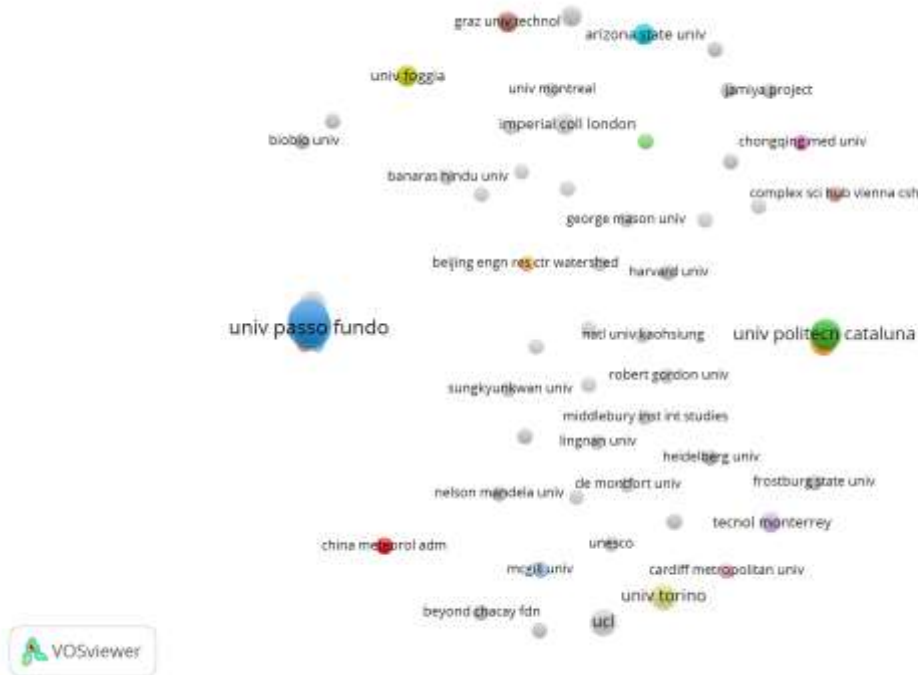 graz univ technol
arizona state univ
univ foggia
univ montreal
jamiya project
imperial coll london
biobio univ
chongqing med univ
banaras hindu univ
complex sci hub vienna csh
george mason univ
beijing engn res ctr watershed
harvard univ
univ passo fundo
natl univ kaohsiung
univ politecn cataluna
robert gordon univ
sungkyunkwan univ
middlebury inst int studies
lingnan univ
heidelberg univ
frostburg state univ
nelson mandela univ
de montfort univ
tecnol monterrey
china meteorol adm
unesco
mcgill univ
cardiff metropolitan univ
univ torino
beyond chacay fdn
ucl
VOSviewer